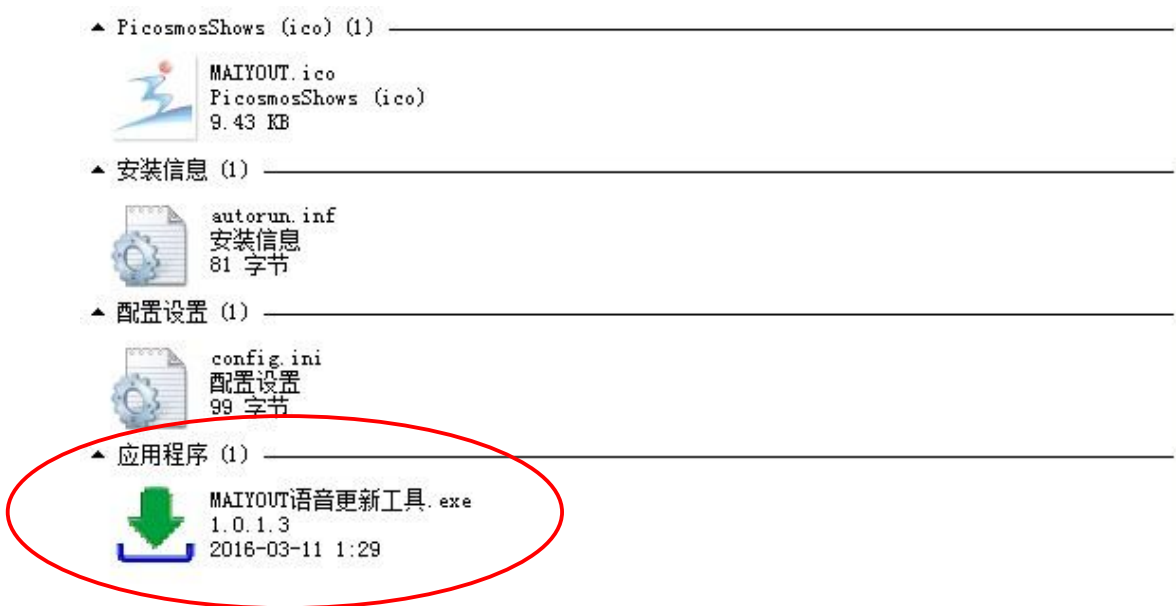 PicosmosShows (ico) (1)
MAIYOUT.ico
PicosmosShows (ico)
9.43 KB
安装信息 (1)
autorun.inf
安装信息
81 字节
配置设置 (1)
config.ini
配置设置
99 字节
应用程序 (1)
MAIYOUT语音更新工具.exe
1.0.1.3
2016-03-11 1:29